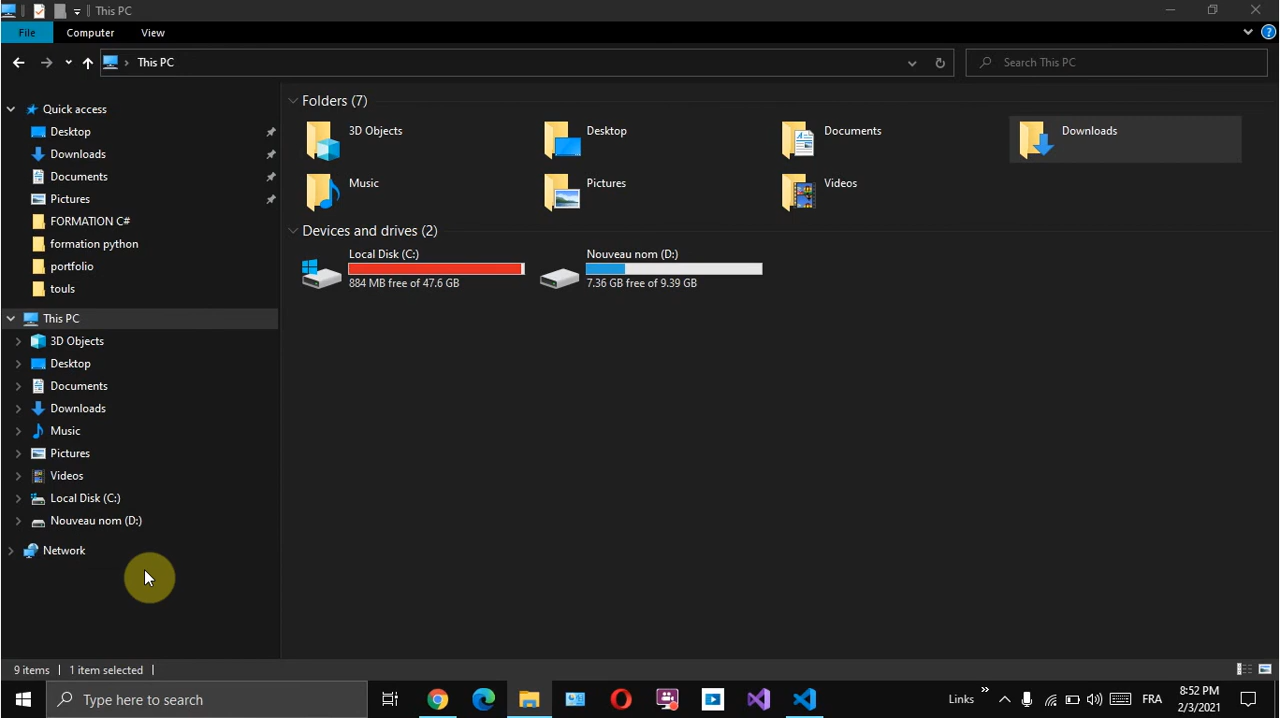 This PC
File Computer View
This PC
Search This PC
Quick access
Desktop
Downloads
Documents
Pictures
FORMATION C#
formation python
portfolio
touls
This PC
3D Objects
Desktop
Documents
Downloads
Music
Pictures
Videos
Local Disk (C:)
Nouveau nom (D:)
Network
Folders (7)
3D Objects
Desktop
Documents
Downloads
Music
Pictures
Videos
Devices and drives (2)
Local Disk (C:)
884 MB free of 47.6 GB
Nouveau nom (D:)
7.36 GB free of 9.39 GB
9 items 1 item selected
Type here to search
Links
FRA
8:52 PM
2/3/2021